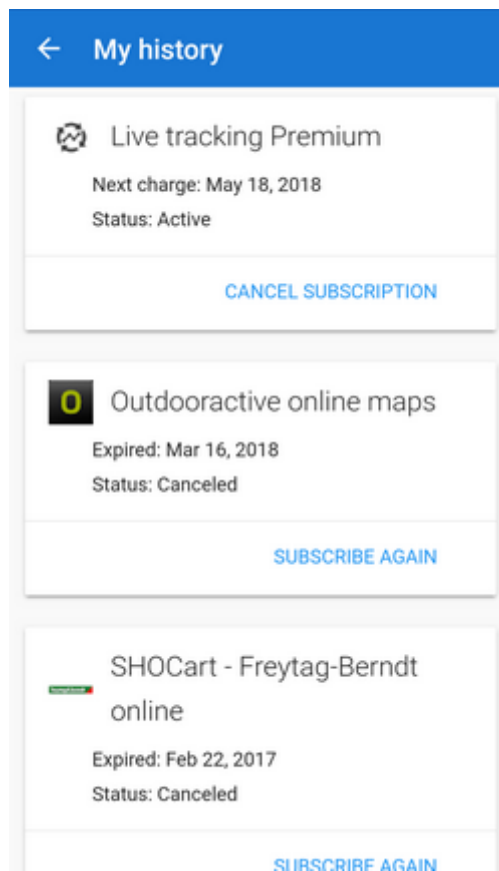 My history
Live tracking Premium
Next charge: May 18, 2018
Status: Active
CANCEL SUBSCRIPTION
Outdooractive online maps
Expired: Mar 16, 2018
Status: Canceled
SUBSCRIBE AGAIN
SHOCart - Freytag-Berndt
online
Expired: Feb 22, 2017
Status: Canceled
SUBSCRIBE AGAIN